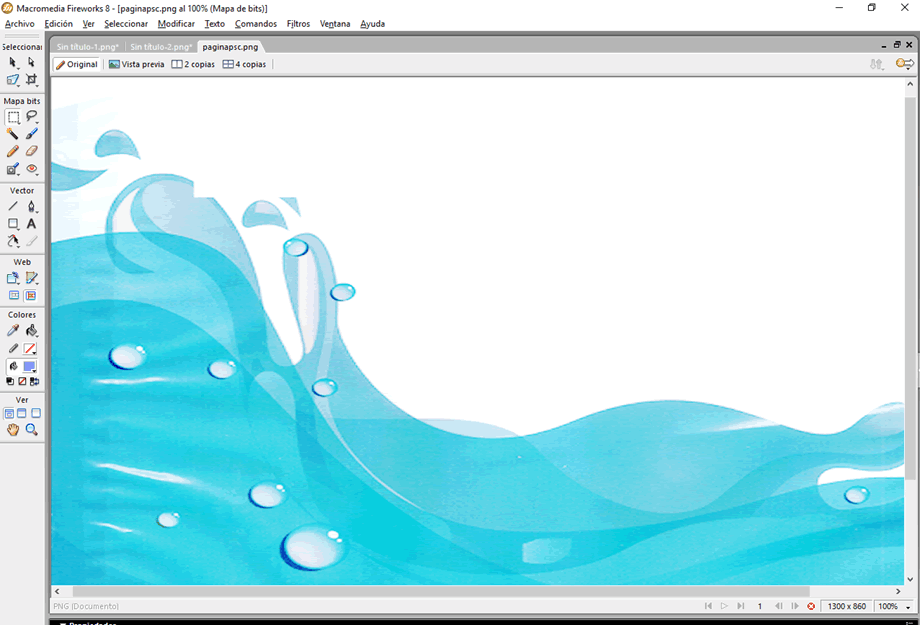 Macromedia Fireworks 8 - [paginapsc.png al 100% (Mapa de bits)]
Archivo Edición Ver Seleccionar Modificar Texto Comandos Filtros Ventana Ayuda
Seleccionar
Sin título-1.png* Sin título-2.png* paginapsc.png
Original Vista previa 2 copias 4 copias
Mapa bits
Vector
A
Web
Colores
Ver
PNG (Documento) 1 1300 x 860 100%
Propiedades